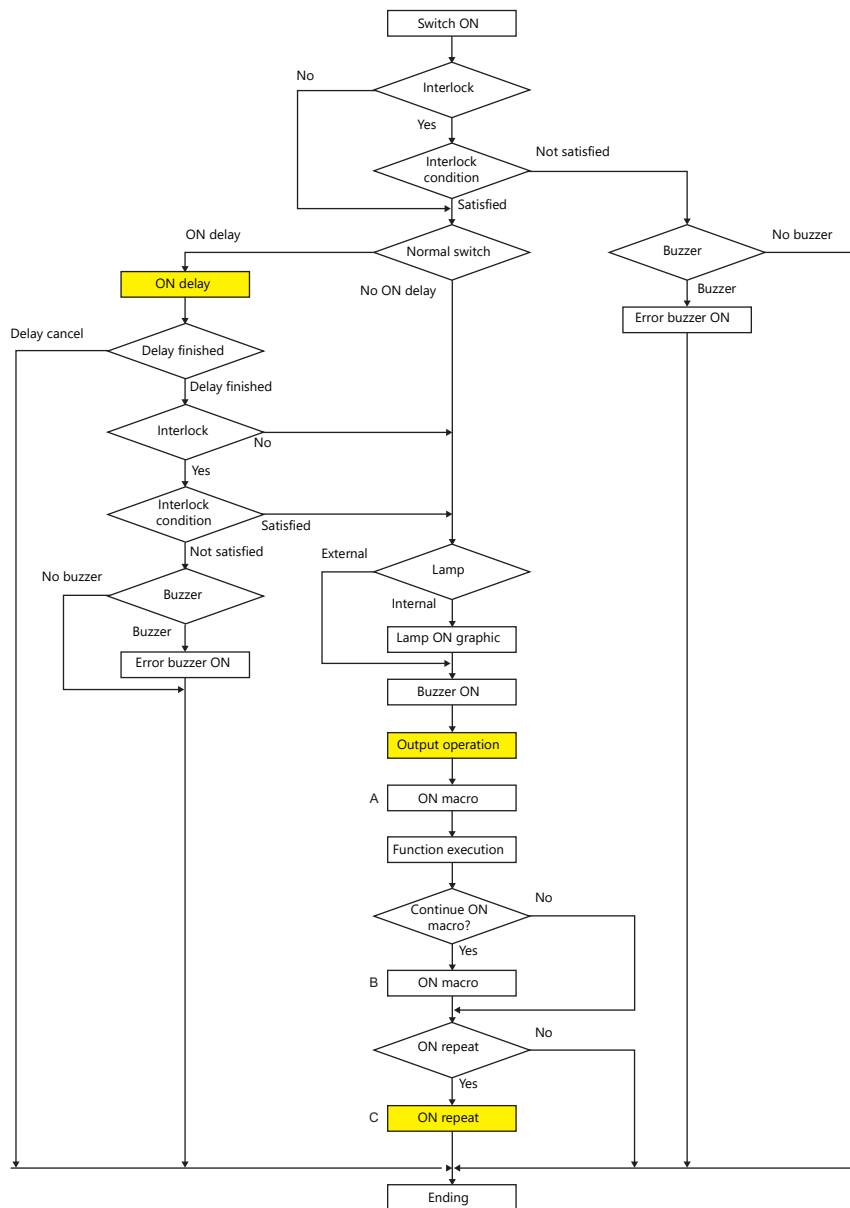 Switch ON
No
Interlock
Yes
Interlock
condition
Not satisfied
Satisfied
ON delay
Normal switch
No buzzer
Buzzer
ON delay
No ON delay
Buzzer
Error buzzer ON
Delay cancel
Delay finished
Delay finished
Interlock
No
Yes
Interlock
condition
Satisfied
Not satisfied
External
Lamp
No buzzer
Buzzer
Internal
Buzzer
Lamp ON graphic
Error buzzer ON
Buzzer ON
Output operation
A
ON macro
Function execution
Continue ON
macro?
No
Yes
B
ON macro
No
ON repeat
Yes
C
ON repeat
Ending